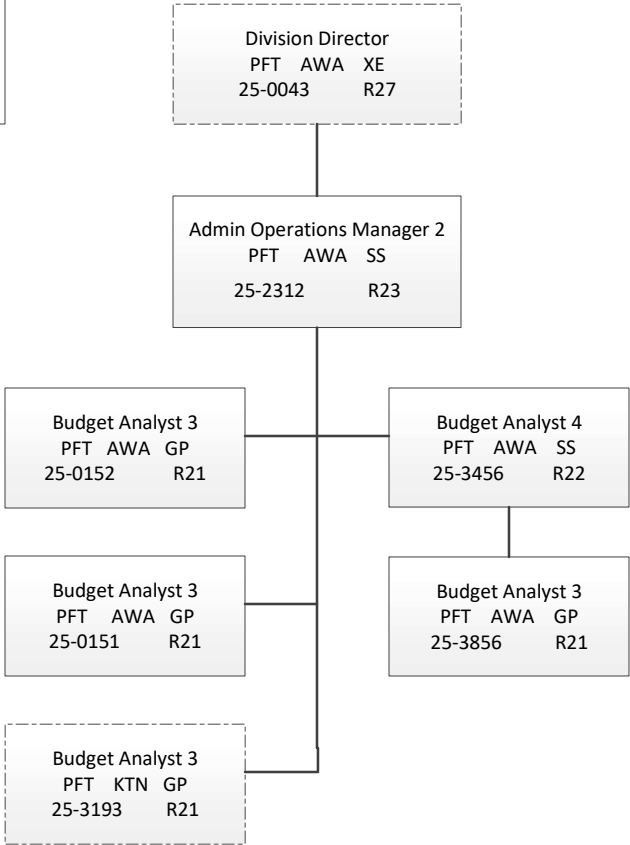 Division Director
PFT AWA XE
25-0043 R27
Admin Operations Manager 2
PFT AWA SS
25-2312 R23
Budget Analyst 3
PFT AWA GP
25-0152 R21
Budget Analyst 4
PFT AWA SS
25-3456 R22
Budget Analyst 3
PFT AWA GP
25-0151 R21
Budget Analyst 3
PFT AWA GP
25-3856 R21
Budget Analyst 3
PFT KTN GP
25-3193 R21